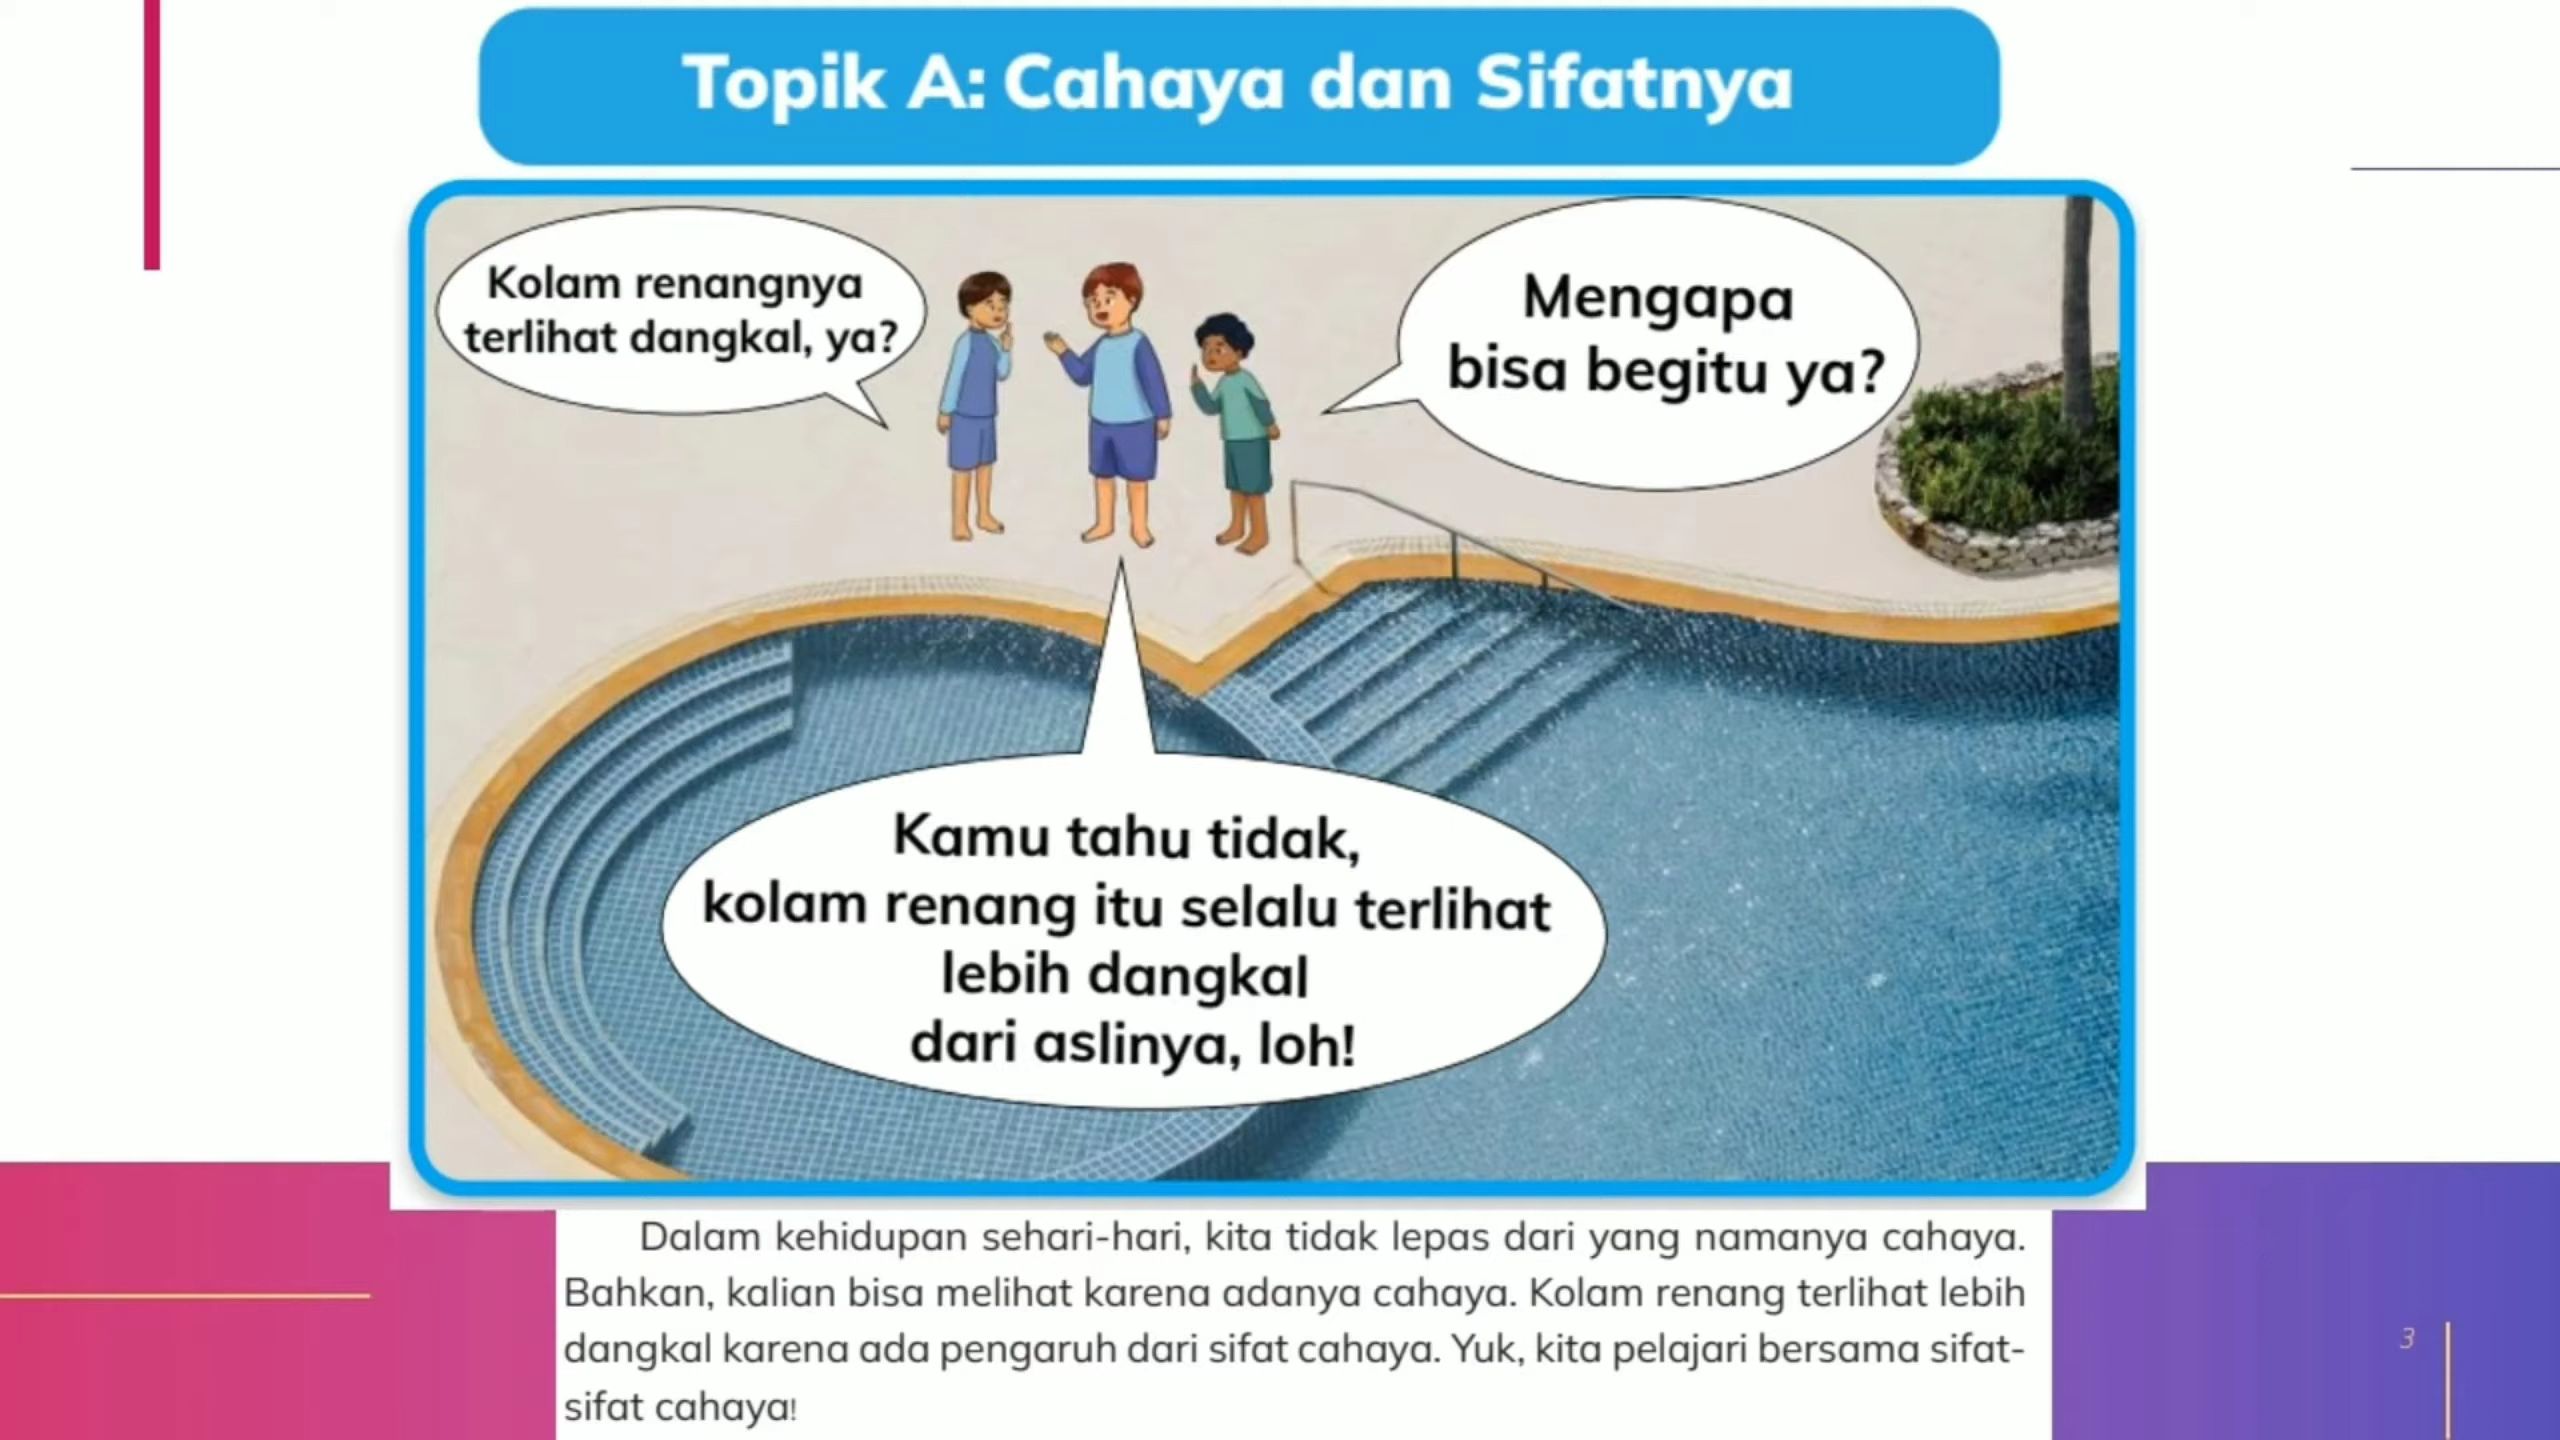 Topik A: Cahaya dan Sifatnya
Kolam renangnya
terlihat dangkal, ya?
Mengapa
bisa begitu ya?
Kamu tahu tidak,
kolam renang itu selalu terlihat
lebih dangkal
dari aslinya, loh!
Dalam kehidupan sehari-hari, kita tidak lepas dari yang namanya cahaya.
Bahkan, kalian bisa melihat karena adanya cahaya. Kolam renang terlihat lebih
dangkal karena ada pengaruh dari sifat cahaya. Yuk, kita pelajari bersama sifat-
sifat cahaya!
3